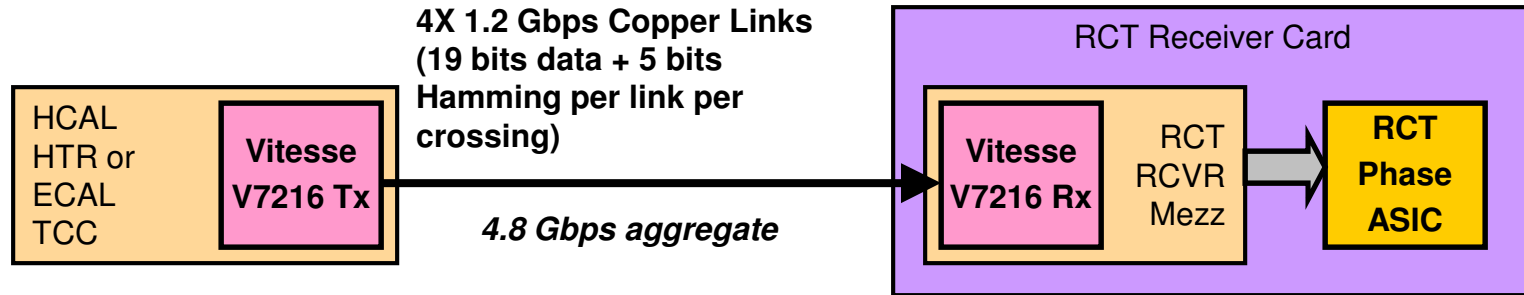 4X 1.2 Gbps Copper Links
(19 bits data + 5 bits
Hamming per link per
crossing)
RCT Receiver Card
HCAL
HTR or
ECAL
TCC
Vitesse
V7216 Tx
4.8 Gbps aggregate
Vitesse
V7216 Rx
RCT
RCVR
Mezz
RCT
Phase
ASIC